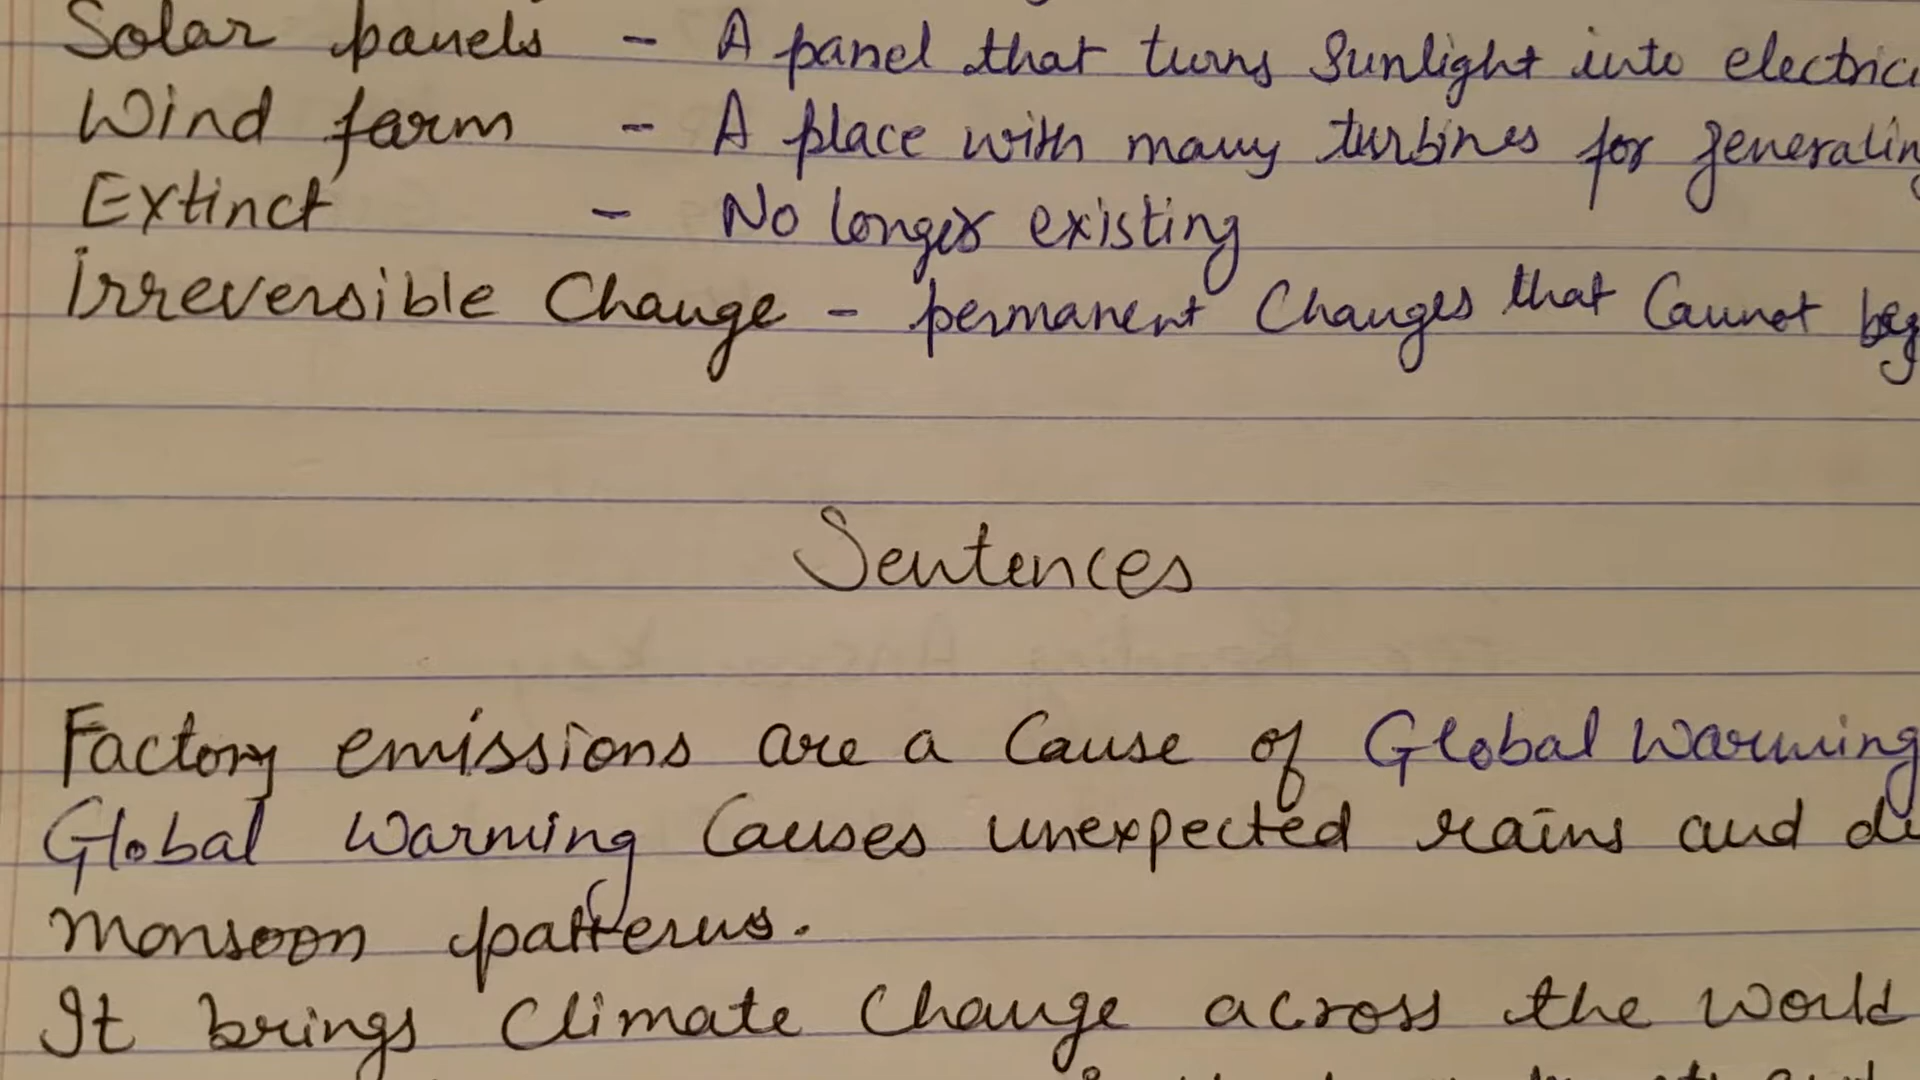 Solar panels - A panel that turns Sunlight into
Wind farm - A place with many turbines for
Extinct - No longer existing
Irreversible Change - permanent Changes that Cannot
Sentences
Factory emissions are a Cause of Global Warming
Global Warming Causes unexpected rains and
monsoon patterns.
It brings Climate Change across the World